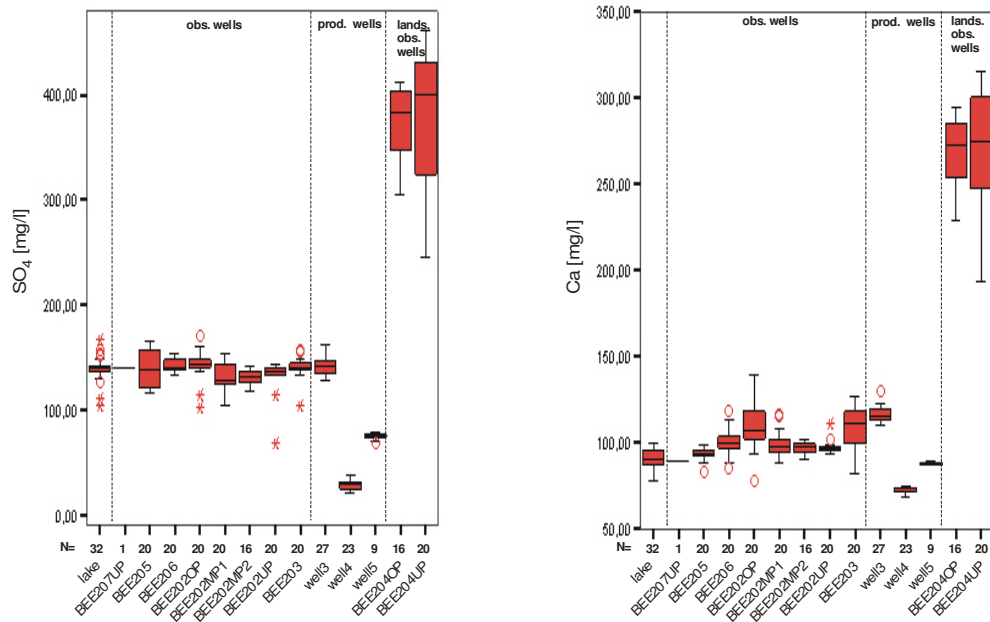 obs. wells
prod. wells
lands.
obs.
wells
SO4 [mg/l]
400,00
300,00
200,00
100,00
0,00
N= 32 1 20 20 20 20 16 20 20 27 23 9 16 20
lake BEE207UP BEE205 BEE206 BEE202OP BEE202MP1 BEE202MP2 BEE202UP BEE203 well3 well4 well5 BEE204OP BEE204UP
obs. wells
prod. wells
lands.
obs.
wells
Ca [mg/l]
350,00
300,00
250,00
200,00
150,00
100,00
50,00
N= 32 1 20 20 20 20 16 20 20 27 23 9 16 20
lake BEE207UP BEE205 BEE206 BEE202OP BEE202MP1 BEE202MP2 BEE202UP BEE203 well3 well4 well5 BEE204OP BEE204UP